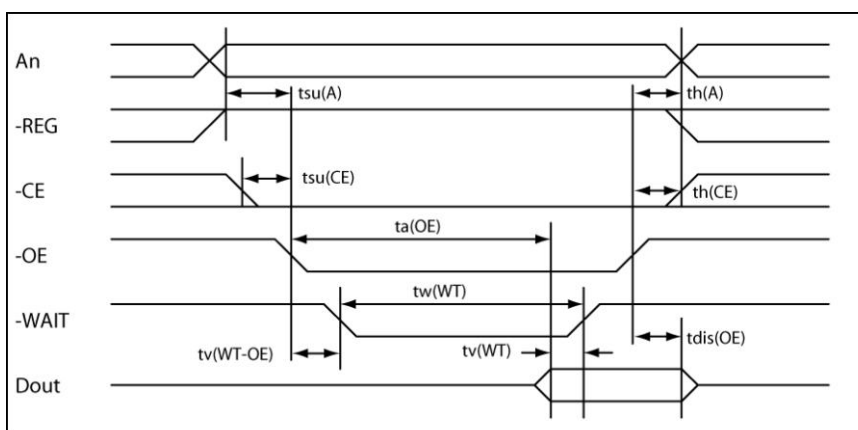 An
tsu(A)
th(A)
-REG
-CE
tsu(CE)
th(CE)
ta(OE)
-OE
tw(WT)
-WAIT
tv(WT-OE)
tv(WT)
tdis(OE)
Dout